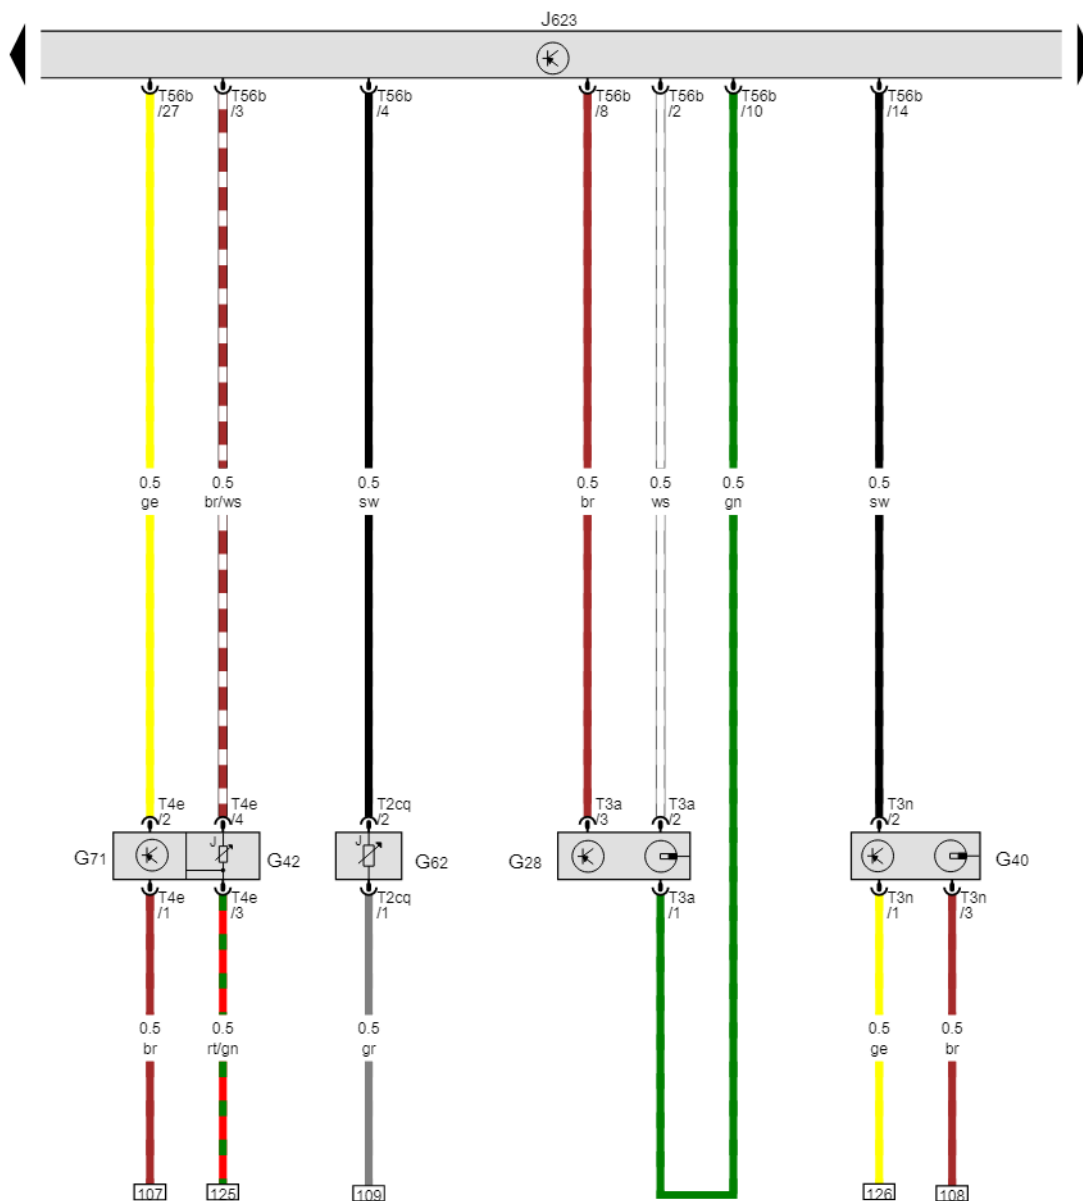 J623
T56b T56b T56b T56b T56b T56b T56b
/27 /3 /4 /8 /2 /10 /14
0.5 0.5 0.5 0.5 0.5 0.5 0.5
ge br/ws sw br ws gn sw
T4e T4e T2cq T3a T3a T3n
/2 /4 /2 /3 /2 /2
J J
G71 G42 G62 G28 G40
T4e T4e T2cq T3a T3n T3n
/1 /3 /1 /1 /1 /3
0.5 0.5 0.5 0.5 0.5
br rt/gn gr ge br
107 125 109 126 108